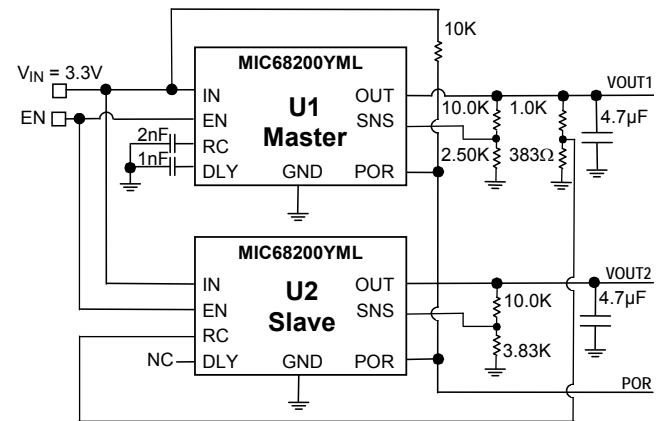 10K
MIC68200YML
V_IN = 3.3V
VOUT1
IN
OUT
10.0K
1.0K
EN
EN
U1
SNS
4.7µF
2nF
RC
Master
1nF
DLY
GND
POR
2.50K
383Ω
MIC68200YML
VOUT2
IN
OUT
U2
10.0K
4.7µF
EN
SNS
RC
Slave
3.83K
NC
DLY
GND
POR
POR